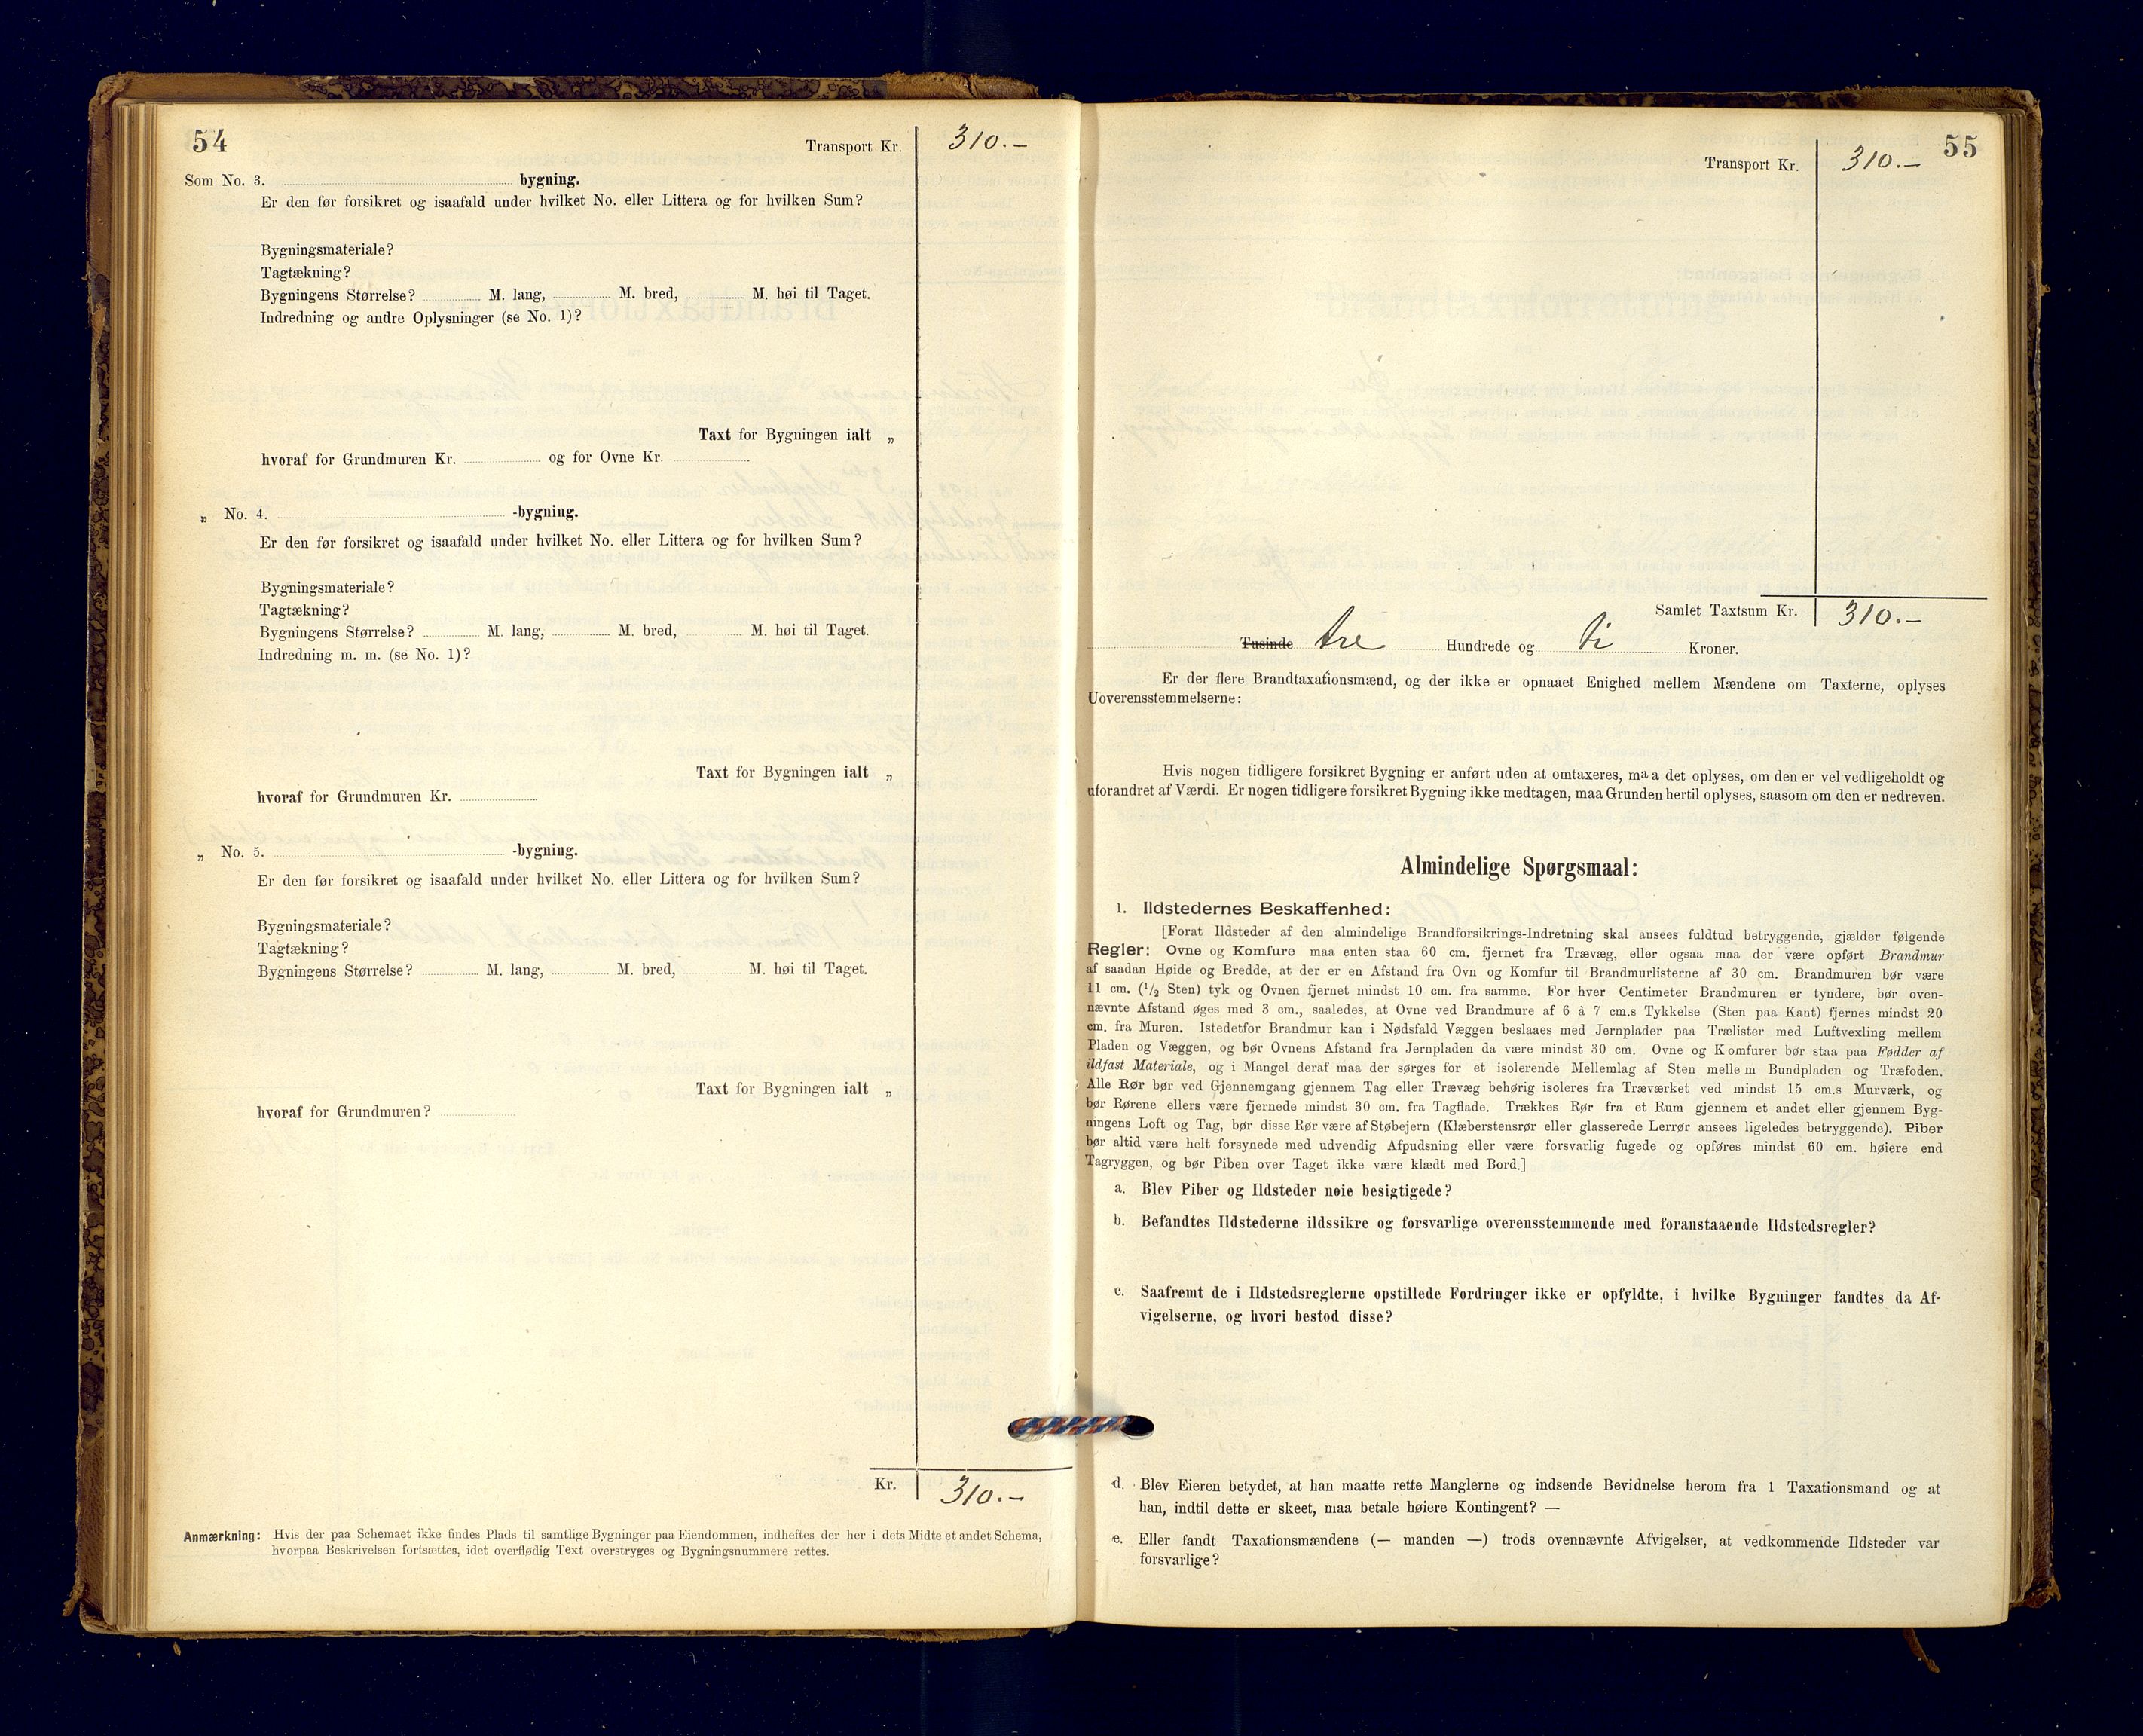 54
Transport Kr. 310.-
Som No. 3. bygning.
Er den før forsikret og isaafald under hvilket No. eller Littera og for hvilken Sum?
Bygningsmateriale?
Tagtækning?
Bygningens Størrelse? M. lang, M. bred, M. høi til Taget.
Indredning og andre Oplysninger (se No. 1)?
Taxt for Bygningen ialt "
hvoraf for Grundmuren Kr. og for Ovne Kr.
" No. 4. -bygning.
Er den før forsikret og isaafald under hvilket No. eller Littera og for hvilken Sum?
Bygningsmateriale?
Tagtækning?
Bygningens Størrelse? M. lang, M. bred, M. høi til Taget.
Indredning m. m. (se No. 1)?
Taxt for Bygningen ialt "
hvoraf for Grundmuren Kr.
" No. 5. -bygning.
Er den før forsikret og isaafald under hvilket No. eller Littera og for hvilken Sum?
Bygningsmateriale?
Tagtækning?
Bygningens Størrelse? M. lang, M. bred, M. høi til Taget.
Taxt for Bygningen ialt "
hvoraf for Grundmuren?
Kr. 310.-
Anmærkning: Hvis der paa Schemaet ikke findes Plads til samtlige Bygninger paa Eiendommen, indheftes der her i dets Midte et andet Schema,
hvorpaa Beskrivelsen fortsættes, idet overflødig Text overstryges og Bygningsnummere rettes.
55
Transport Kr. 310.-
Samlet Taxtsum Kr. 310.-
Tusinde tre Hundrede og ti Kroner.
Er der flere Brandtaxationsmænd, og der ikke er opnaaet Enighed mellem Mændene om Taxterne, oplyses
Uoverensstemmelserne:
Hvis nogen tidligere forsikret Bygning er anført uden at omtaxeres, maa det oplyses, om den er vel vedligeholdt og
uforandret af Værdi. Er nogen tidligere forsikret Bygning ikke medtagen, maa Grunden hertil oplyses, saasom om den er nedreven.
Almindelige Spørgsmaal:
1. Ildstedernes Beskaffenhed:
[Forat Ildsteder af den almindelige Brandforsikrings-Indretning skal ansees fuldtud betryggende, gjælder følgende
Regler: Ovne og Komfure maa enten staa 60 cm. fjernet fra Trævæg, eller ogsaa maa der være opført Brandmur
af saadan Høide og Bredde, at der er en Afstand fra Ovn og Komfur til Brandmurlisterne af 30 cm. Brandmuren bør være
11 cm. (1/2 Sten) tyk og Ovnen fjernet mindst 10 cm. fra samme. For hver Centimeter Brandmuren er tyndere, bør oven-
nævnte Afstand øges med 3 cm., saaledes, at Ovne ved Brandmure af 6 à 7 cm.s Tykkelse (Sten paa Kant) fjernes mindst 20
cm. fra Muren. Istedetfor Brandmur kan i Nødsfald Væggen beslaaes med Jernplader paa Trælister med Luftvexling mellem
Pladen og Væggen, og bør Ovnens Afstand fra Jernpladen da være mindst 30 cm. Ovne og Komfurer bør staa paa Fødder af
ildfast Materiale, og i Mangel deraf maa der sørges for et isolerende Mellemlag af Sten mellem Bundpladen og Træfoden.
Alle Rør bør ved Gjennemgang gjennem Tag eller Trævæg behørig isoleres fra Træværket ved mindst 15 cm.s Murværk, og
bør Rørene ellers være fjernede mindst 30 cm. fra Tagflade. Trækkes Rør fra et Rum gjennem et andet eller gjennem Byg-
ningens Loft og Tag, bør disse Rør være af Støbejern (Klæberstensrør eller glasserede Lerrør ansees ligeledes betryggende). Piber
bør altid være helt forsynede med udvendig Afpudsning eller være forsvarlig fugede og opføres mindst 60 cm. høiere end
Tagryggen, og bør Piben over Taget ikke være klædt med Bord.]
a. Blev Piber og Ildsteder nøie besigtigede?
b. Befandtes Ildstederne ildssikre og forsvarlige overensstemmende med foranstaaende Ildstedsregler?
c. Saafremt de i Ildstedsreglerne opstillede Fordringer ikke er opfyldte, i hvilke Bygninger fandtes da Af-
vigelserne, og hvori bestod disse?
d. Blev Eieren betydet, at han maatte rette Manglerne og indsende Bevidnelse herom fra 1 Taxationsmand og at
han, indtil dette er skeet, maa betale høiere Kontingent? —
e. Eller fandt Taxationsmændene (— manden —) trods ovennævnte Afvigelser, at vedkommende Ildsteder var
forsvarlige?